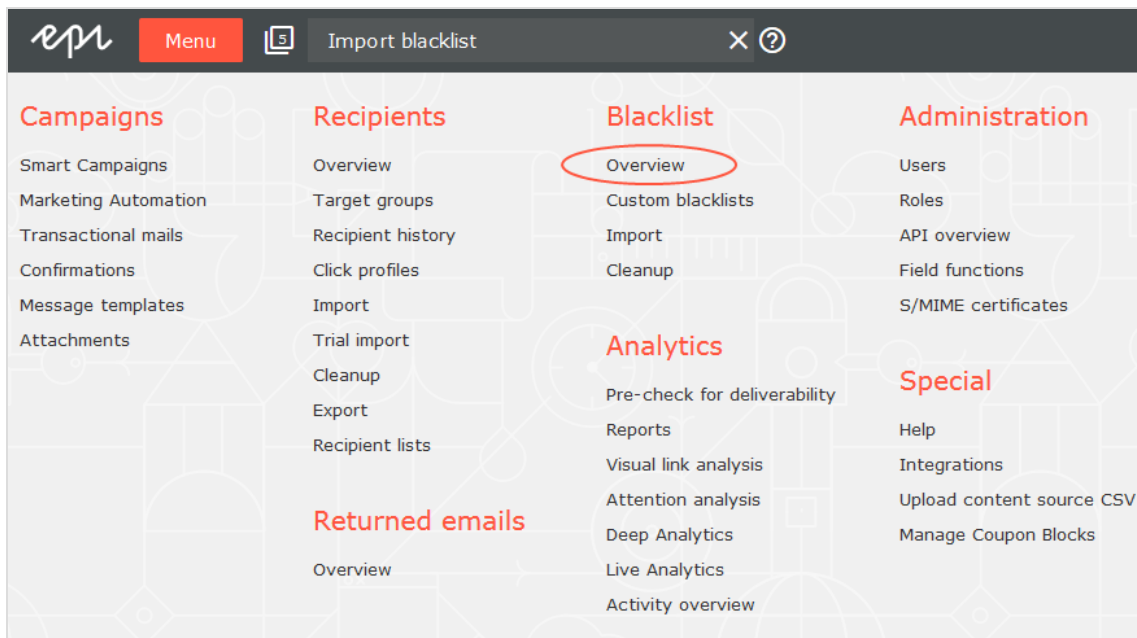 epi Menu 5 Import blacklist
Campaigns
Smart Campaigns
Marketing Automation
Transactional mails
Confirmations
Message templates
Attachments
Recipients
Overview
Target groups
Recipient history
Click profiles
Import
Trial import
Cleanup
Export
Recipient lists
Returned emails
Overview
Blacklist
Overview
Custom blacklists
Import
Cleanup
Analytics
Pre-check for deliverability
Reports
Visual link analysis
Attention analysis
Deep Analytics
Live Analytics
Activity overview
Administration
Users
Roles
API overview
Field functions
S/MIME certificates
Special
Help
Integrations
Upload content source CSV
Manage Coupon Blocks